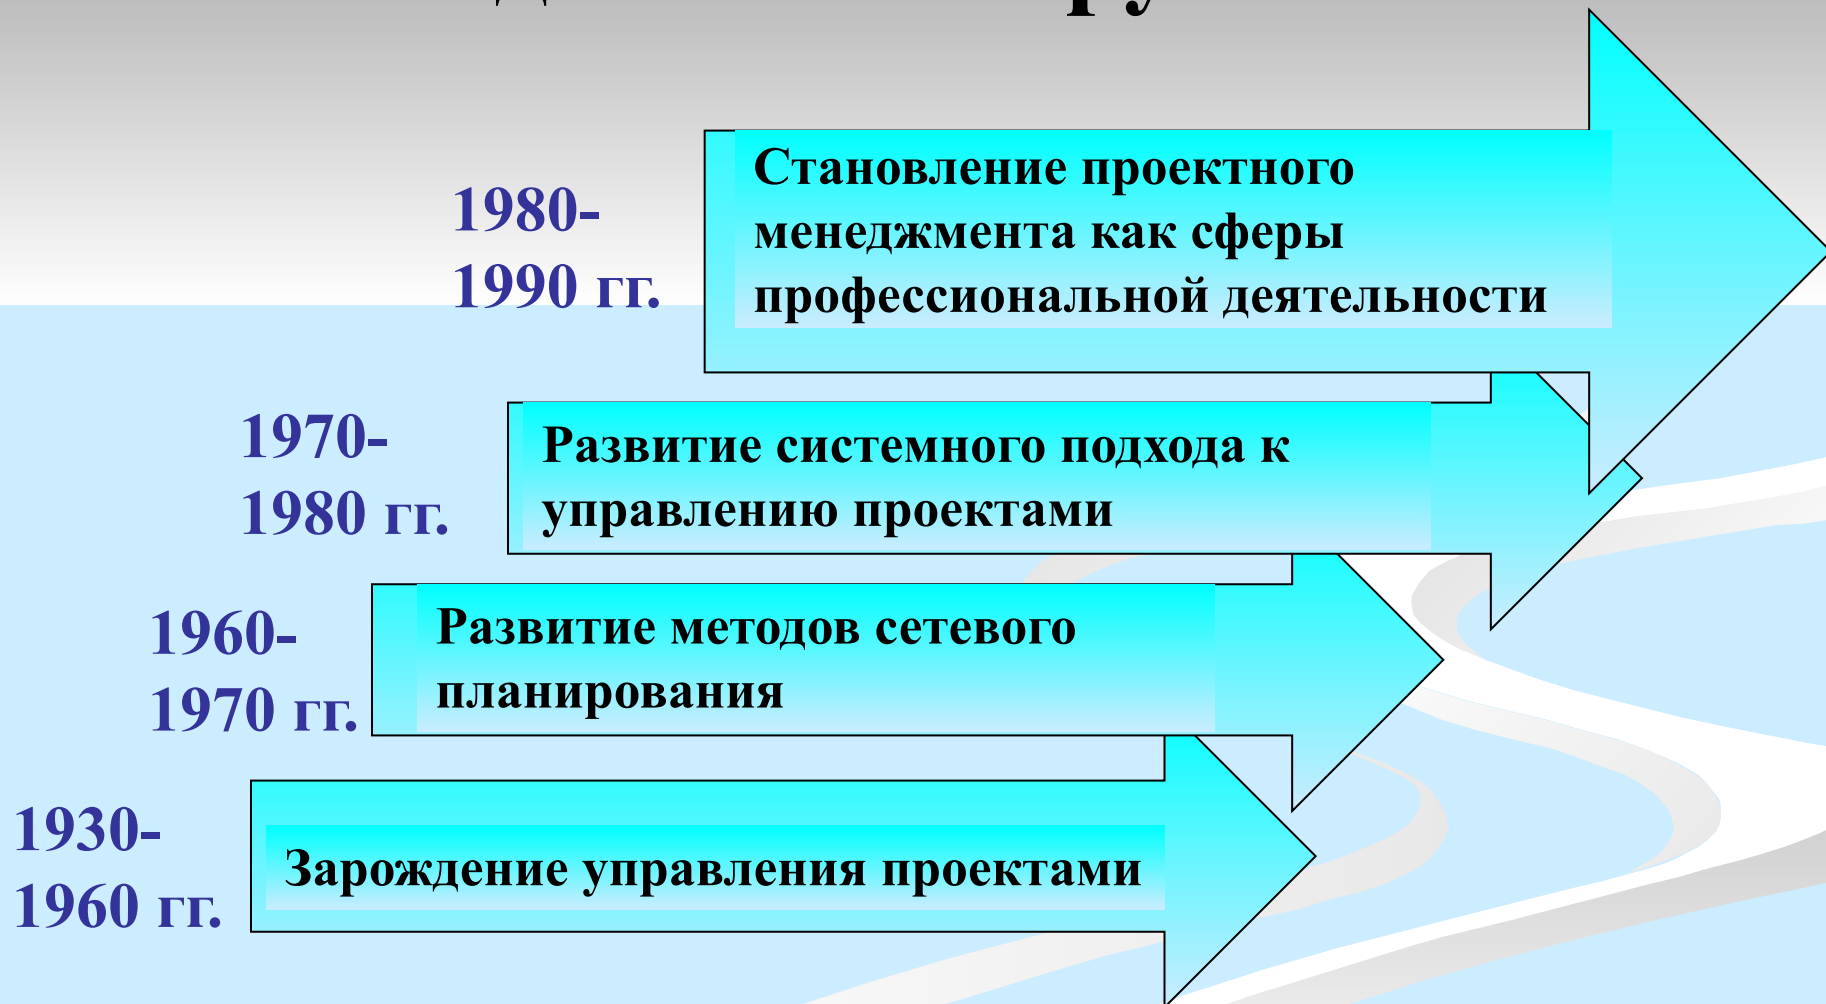 1980-
1990 гг.
Становление проектного
менеджмента как сферы
профессиональной деятельности
1970-
1980 гг.
Развитие системного подхода к
управлению проектами
1960-
1970 гг.
Развитие методов сетевого
планирования
1930-
1960 гг.
Зарождение управления проектами